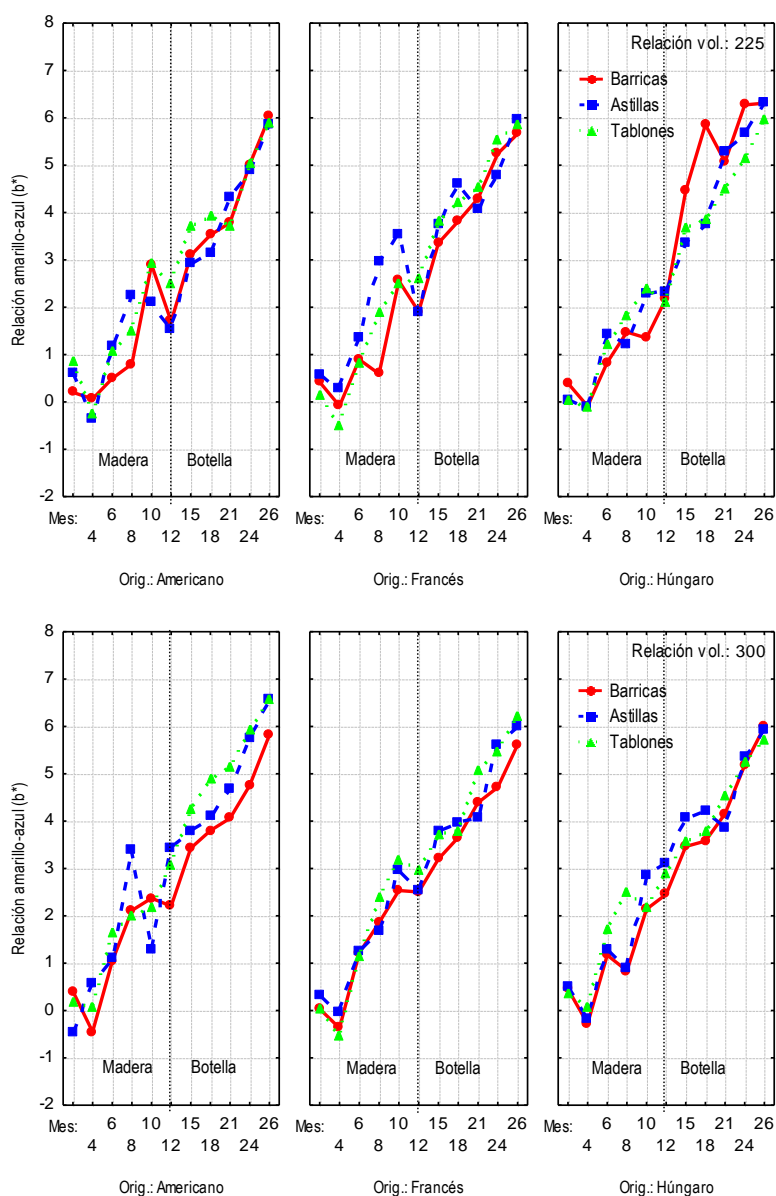 Relación vol.: 225
Barricas
Astillas
Tablones
Relación amarillo-azul (b*)
8
7
6
5
4
3
2
1
0
-1
-2
Madera Botella Madera Botella Madera Botella
Mes: 6 10 15 21 26 Mes: 6 10 15 21 26 Mes: 6 10 15 21 26
4 8 12 18 24 4 8 12 18 24 4 8 12 18 24
Orig.: Americano Orig.: Francés Orig.: Húngaro
Relación vol.: 300
Barricas
Astillas
Tablones
Relación amarillo-azul (b*)
8
7
6
5
4
3
2
1
0
-1
-2
Madera Botella Madera Botella Madera Botella
Mes: 6 10 15 21 26 Mes: 6 10 15 21 26 Mes: 6 10 15 21 26
4 8 12 18 24 4 8 12 18 24 4 8 12 18 24
Orig.: Americano Orig.: Francés Orig.: Húngaro